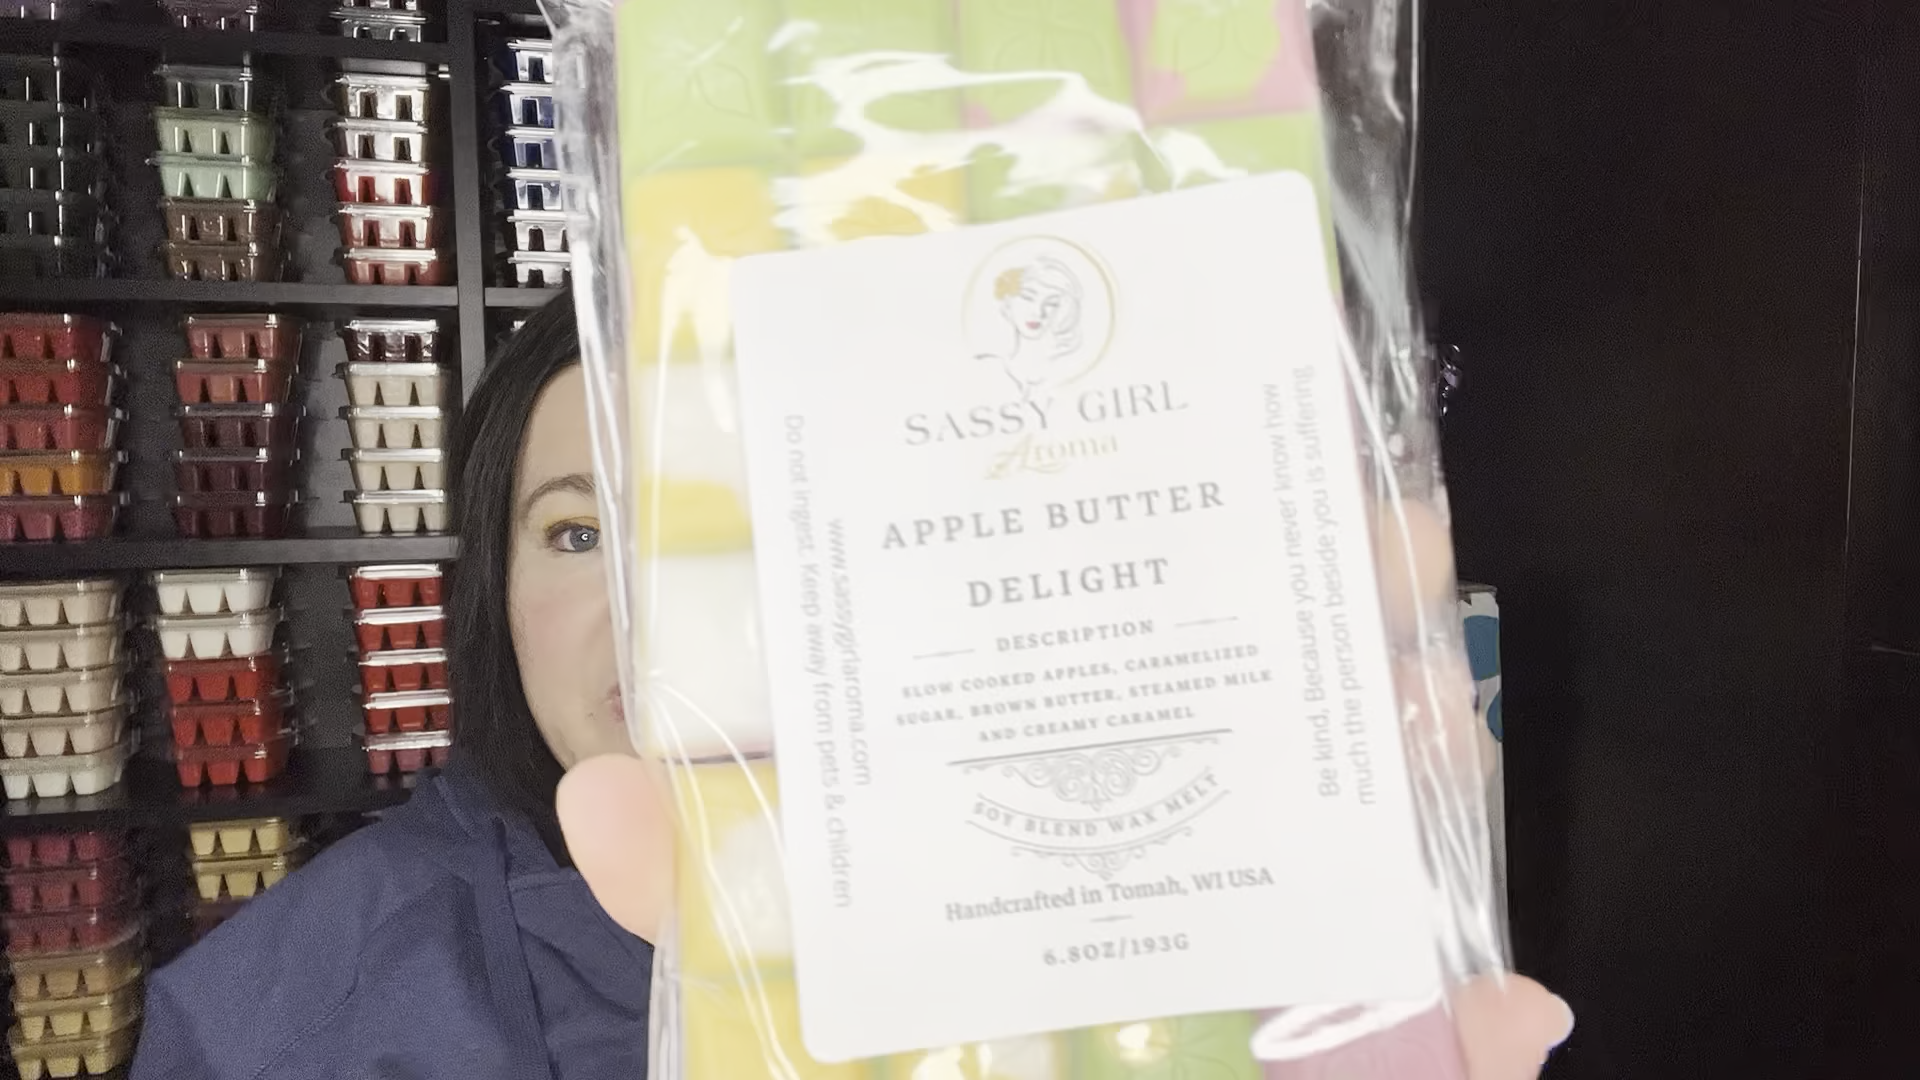 SASSY GIRL
Aroma
APPLE BUTTER
DELIGHT
DESCRIPTION
SLOW COOKED APPLES, CARAMELIZED
SUGAR, BROWN BUTTER, STEAMED MILK
AND CREAMY CARAMEL
SOY BLEND WAX MELT
Handcrafted in Tomah, WI USA
6.8OZ/193G
Do not ingest. Keep away from pets & children
www.sassygirlaroma.com
Be kind, Because you never know how
much the person beside you is suffering